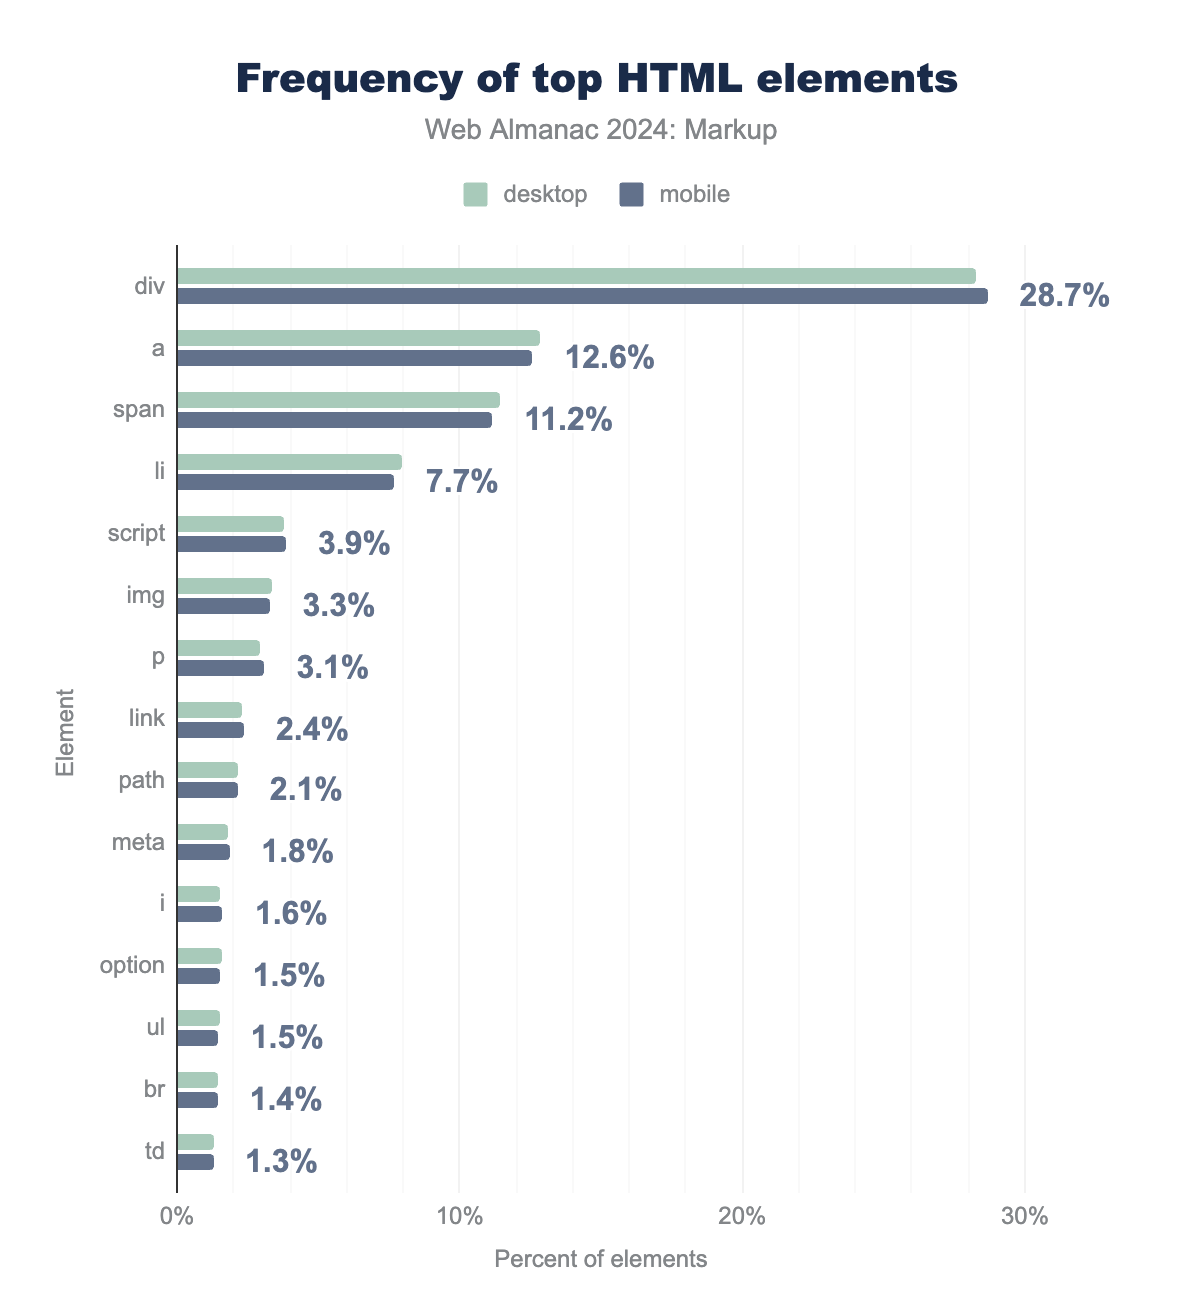 Frequency of top HTML elements
Web Almanac 2024: Markup
desktop
mobile
div
28.7%
a
12.6%
span
11.2%
li
7.7%
script
3.9%
img
3.3%
p
3.1%
link
2.4%
path
2.1%
meta
1.8%
i
1.6%
option
1.5%
ul
1.5%
br
1.4%
td
1.3%
Element
0%
10%
20%
30%
Percent of elements